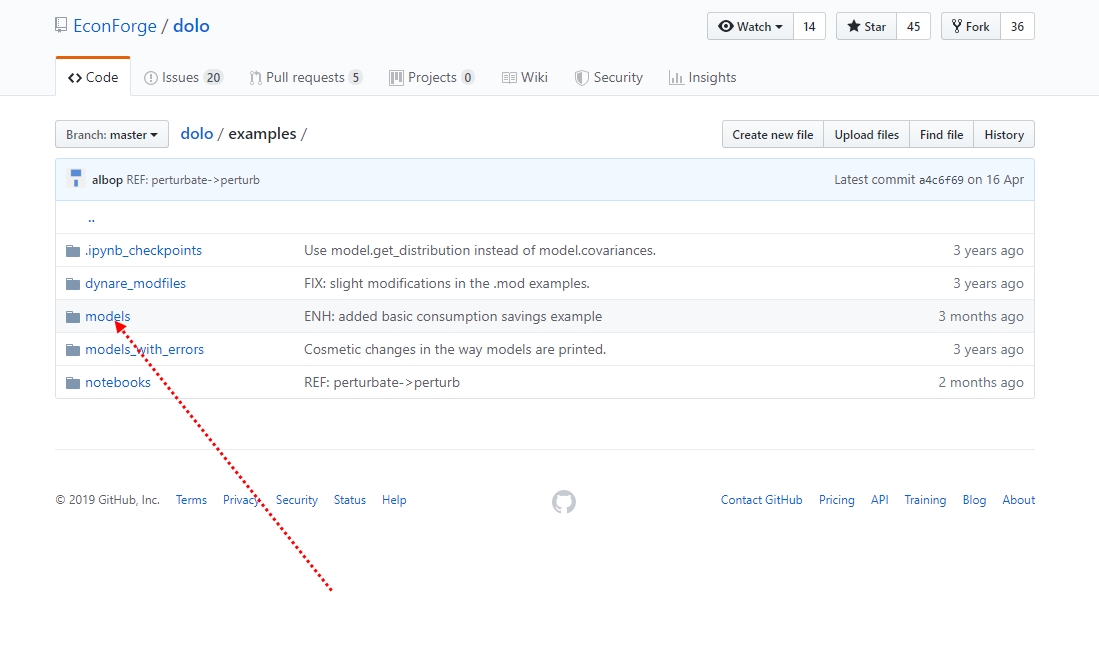 EconForge / dolo
Watch 14 Star 45 Fork 36
Code Issues 20 Pull requests 5 Projects 0 Wiki Security Insights
Branch: master dolo / examples / Create new file Upload files Find file History
albop REF: perturbate->perturb Latest commit a4c6f69 on 16 Apr
..
.ipynb_checkpoints Use model.get_distribution instead of model.covariances. 3 years ago
dynare_modfiles FIX: slight modifications in the .mod examples. 3 years ago
models ENH: added basic consumption savings example 3 months ago
models_with_errors Cosmetic changes in the way models are printed. 3 years ago
notebooks REF: perturbate->perturb 2 months ago
© 2019 GitHub, Inc. Terms Privacy Security Status Help Contact GitHub Pricing API Training Blog About